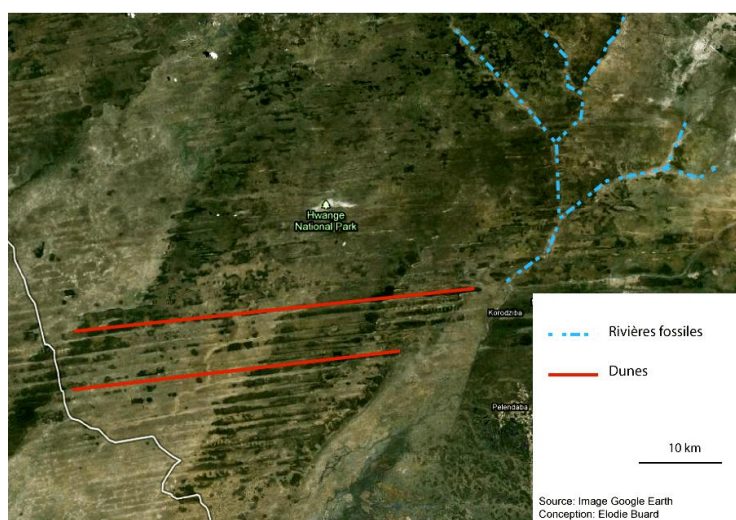 Hwange
National Park
Korodziba
Pelendaba
Rivières fossiles
Dunes
10 km
Source: Image Google Earth
Conception: Elodie Buard